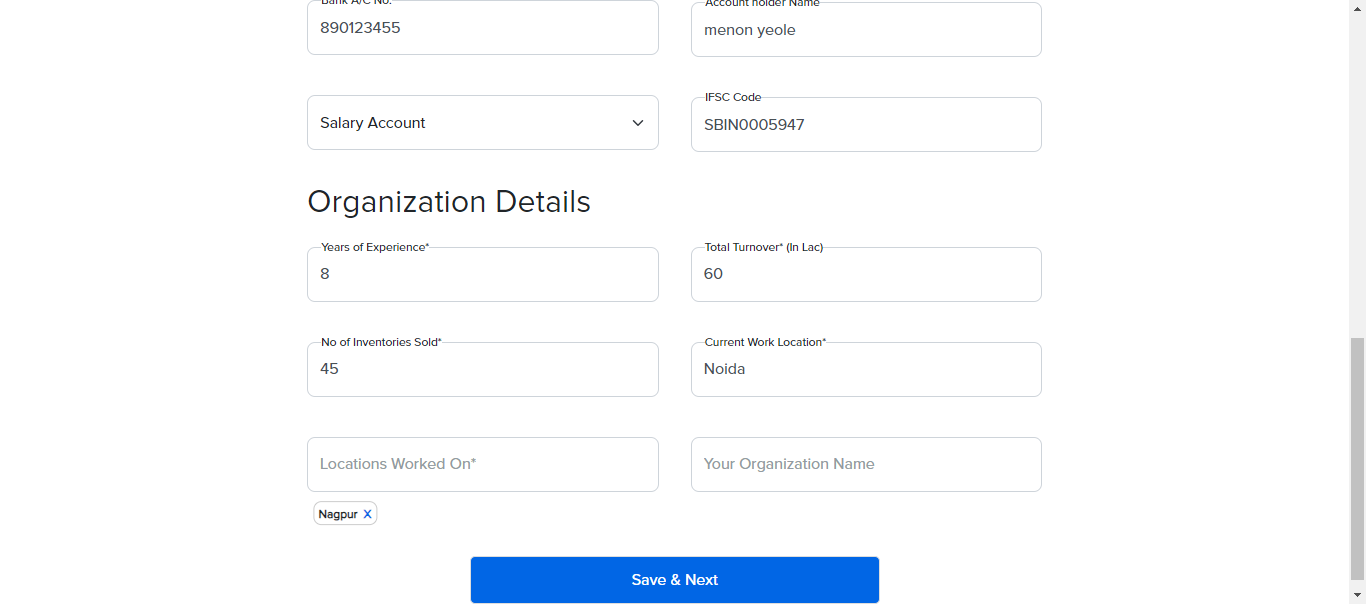 Bank A/C No.
Account holder Name
890123455
menon yeole
IFSC Code
Salary Account
SBIN0005947
Organization Details
Years of Experience*
Total Turnover* (In Lac)
8
60
No of Inventories Sold*
Current Work Location*
45
Noida
Locations Worked On*
Your Organization Name
Nagpur X
Save & Next